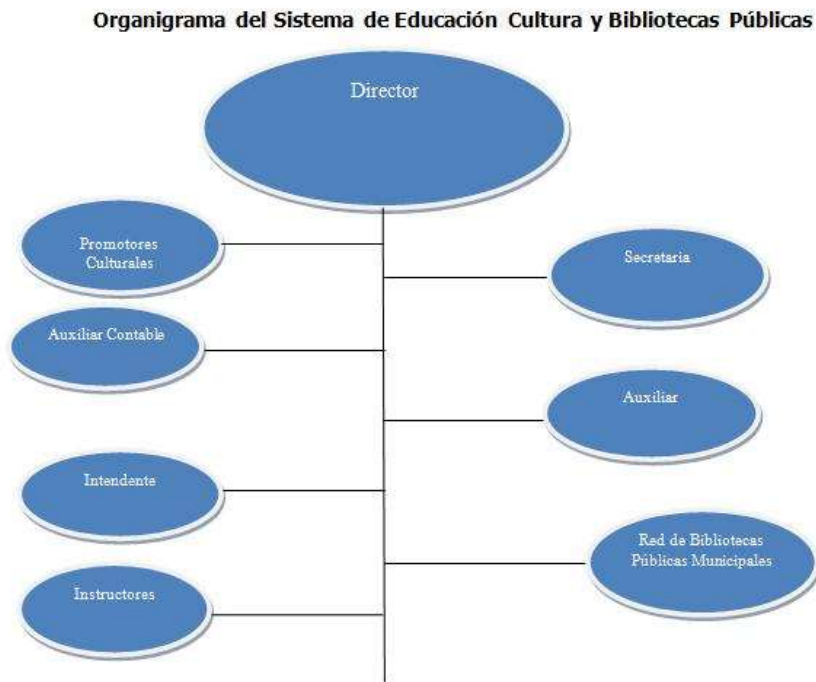 Organigrama del Sistema de Educación Cultura y Bibliotecas Públicas
Director
Promotores
Culturales
Secretaria
Auxiliar Contable
Auxiliar
Intendente
Red de Bibliotecas
Públicas Municipales
Instructores